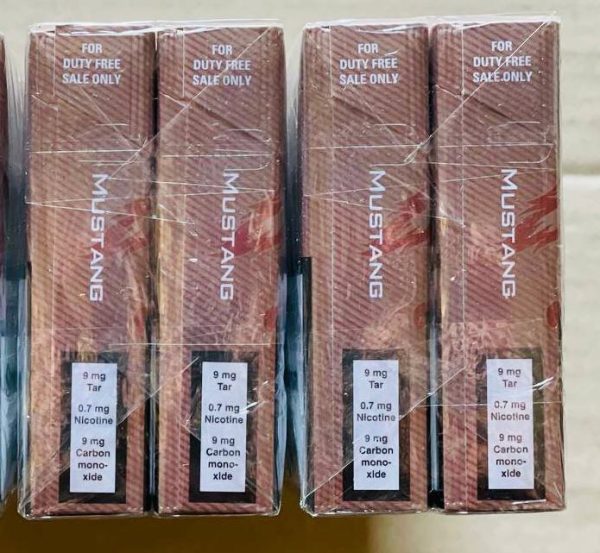 FOR
DUTY FREE
SALE ONLY
MUSTANG
9 mg
Tar
0.7 mg
Nicotine
9 mg
Carbon
mono-
xide
FOR
DUTY FREE
SALE ONLY
MUSTANG
9 mg
Tar
0.7 mg
Nicotine
9 mg
Carbon
mono-
xide
FOR
DUTY FREE
SALE ONLY
MUSTANG
9 mg
Tar
0.7 mg
Nicotine
9 mg
Carbon
mono-
xide
FOR
DUTY FREE
SALE ONLY
MUSTANG
9 mg
Tar
0.7 mg
Nicotine
9 mg
Carbon
mono-
xide